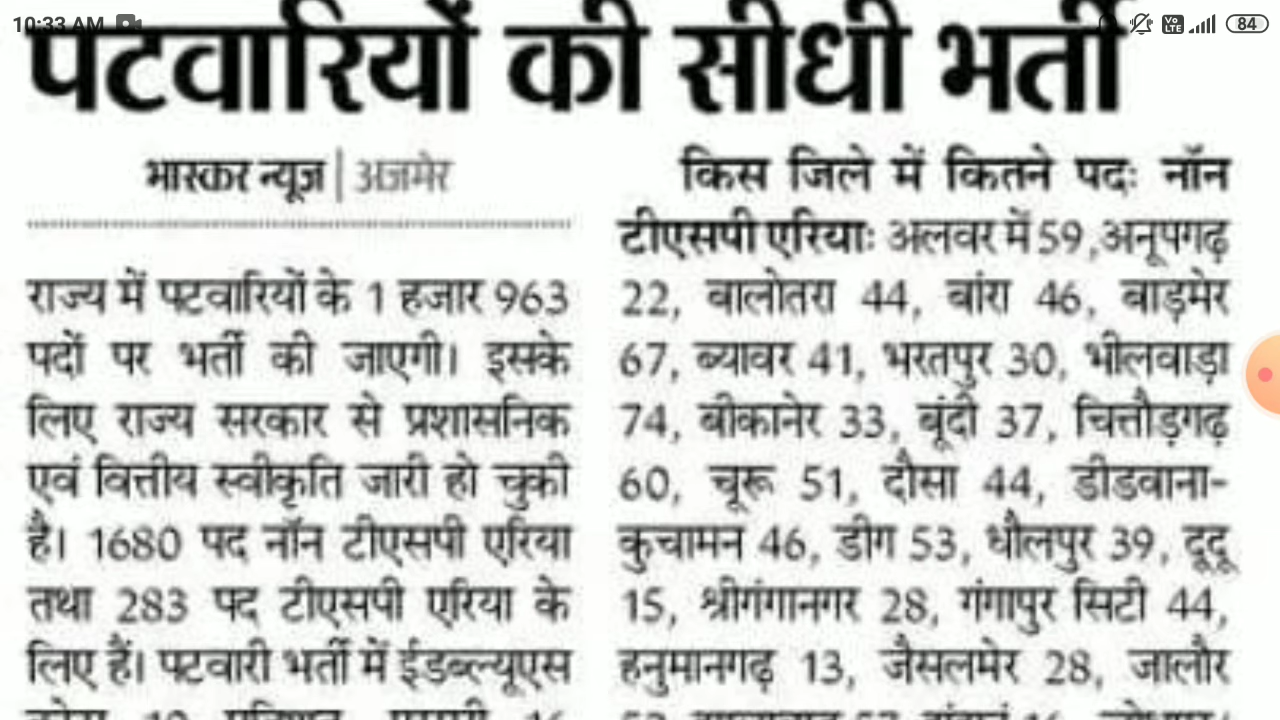 10:33 AM
Vo LTE
84
पटवारियों की सीधी भर्ती
भास्कर न्यूज | अजमेर
राज्य में पटवारियों के 1 हजार 963
पदों पर भर्ती की जाएगी। इसके
लिए राज्य सरकार से प्रशासनिक
एवं वित्तीय स्वीकृति जारी हो चुकी
है। 1680 पद नॉन टीएसपी एरिया
तथा 283 पद टीएसपी एरिया के
लिए हैं। पटवारी भर्ती में ईडब्ल्यूएस
किस जिले में कितने पदः नॉन
टीएसपी एरियाः अलवर में 59 ,अनूपगढ़
22, बालोतरा 44, बांरा 46, बाड़मेर
67, ब्यावर 41, भरतपुर 30, भीलवाड़ा
74, बीकानेर 33, बूंदी 37, चित्तौड़गढ़
60, चूरू 51, दौसा 44, डीडवाना-
कुचामन 46, डीग 53, धौलपुर 39, दूदू
15, श्रीगंगानगर 28, गंगापुर सिटी 44,
हनुमानगढ़ 13, जैसलमेर 28, जालौर